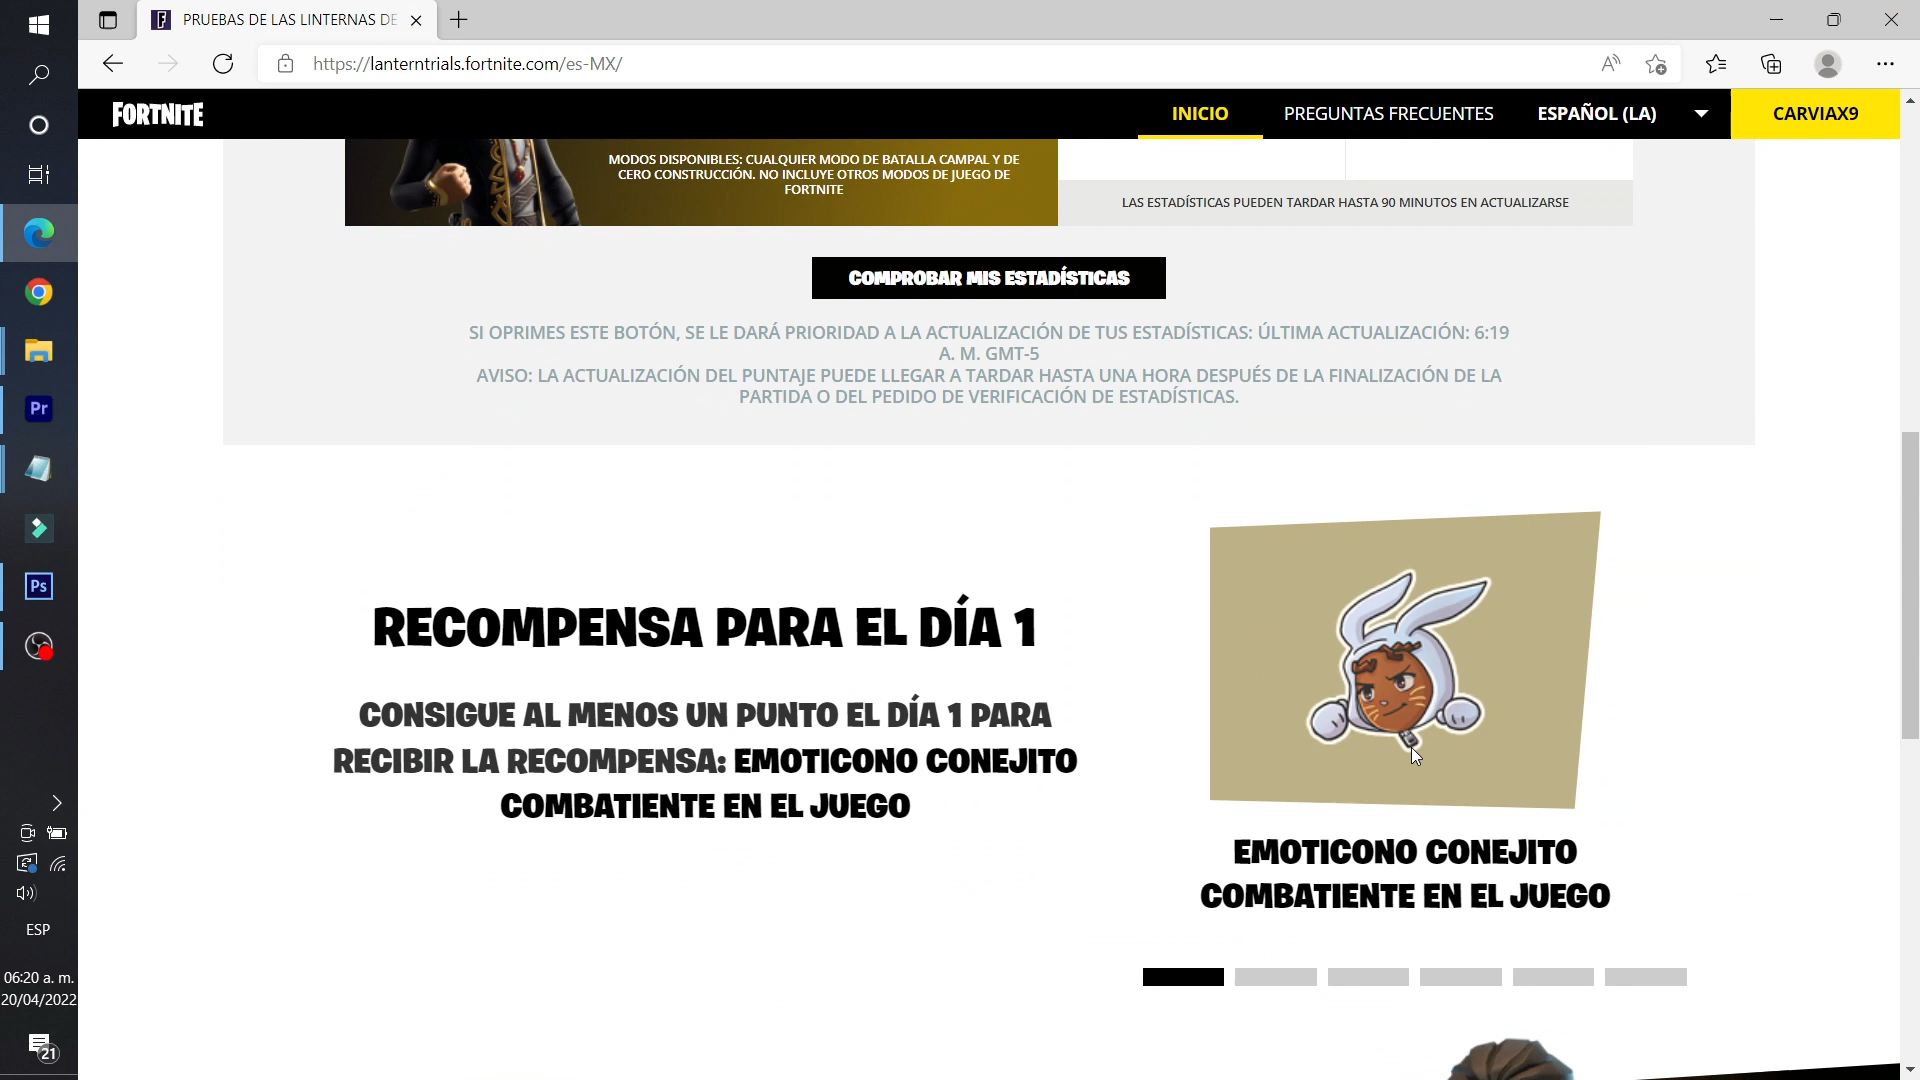 PRUEBAS DE LAS LINTERNAS DE
https://lanterntrials.fortnite.com/es-MX/
FORTNITE
INICIO
PREGUNTAS FRECUENTES
ESPAÑOL (LA)
CARVIAX9
MODOS DISPONIBLES: CUALQUIER MODO DE BATALLA CAMPAL Y DE
CERO CONSTRUCCIÓN. NO INCLUYE OTROS MODOS DE JUEGO DE
FORTNITE
LAS ESTADÍSTICAS PUEDEN TARDAR HASTA 90 MINUTOS EN ACTUALIZARSE
COMPROBAR MIS ESTADÍSTICAS
SI OPRIMES ESTE BOTÓN, SE LE DARÁ PRIORIDAD A LA ACTUALIZACIÓN DE TUS ESTADÍSTICAS: ÚLTIMA ACTUALIZACIÓN: 6:19
A. M. GMT-5
AVISO: LA ACTUALIZACIÓN DEL PUNTAJE PUEDE LLEGAR A TARDAR HASTA UNA HORA DESPUÉS DE LA FINALIZACIÓN DE LA
PARTIDA O DEL PEDIDO DE VERIFICACIÓN DE ESTADÍSTICAS.
RECOMPENSA PARA EL DÍA 1
CONSIGUE AL MENOS UN PUNTO EL DÍA 1 PARA
RECIBIR LA RECOMPENSA: EMOTICONO CONEJITO
COMBATIENTE EN EL JUEGO
EMOTICONO CONEJITO
COMBATIENTE EN EL JUEGO
Pr
Ps
ESP
06:20 a. m.
20/04/2022
21